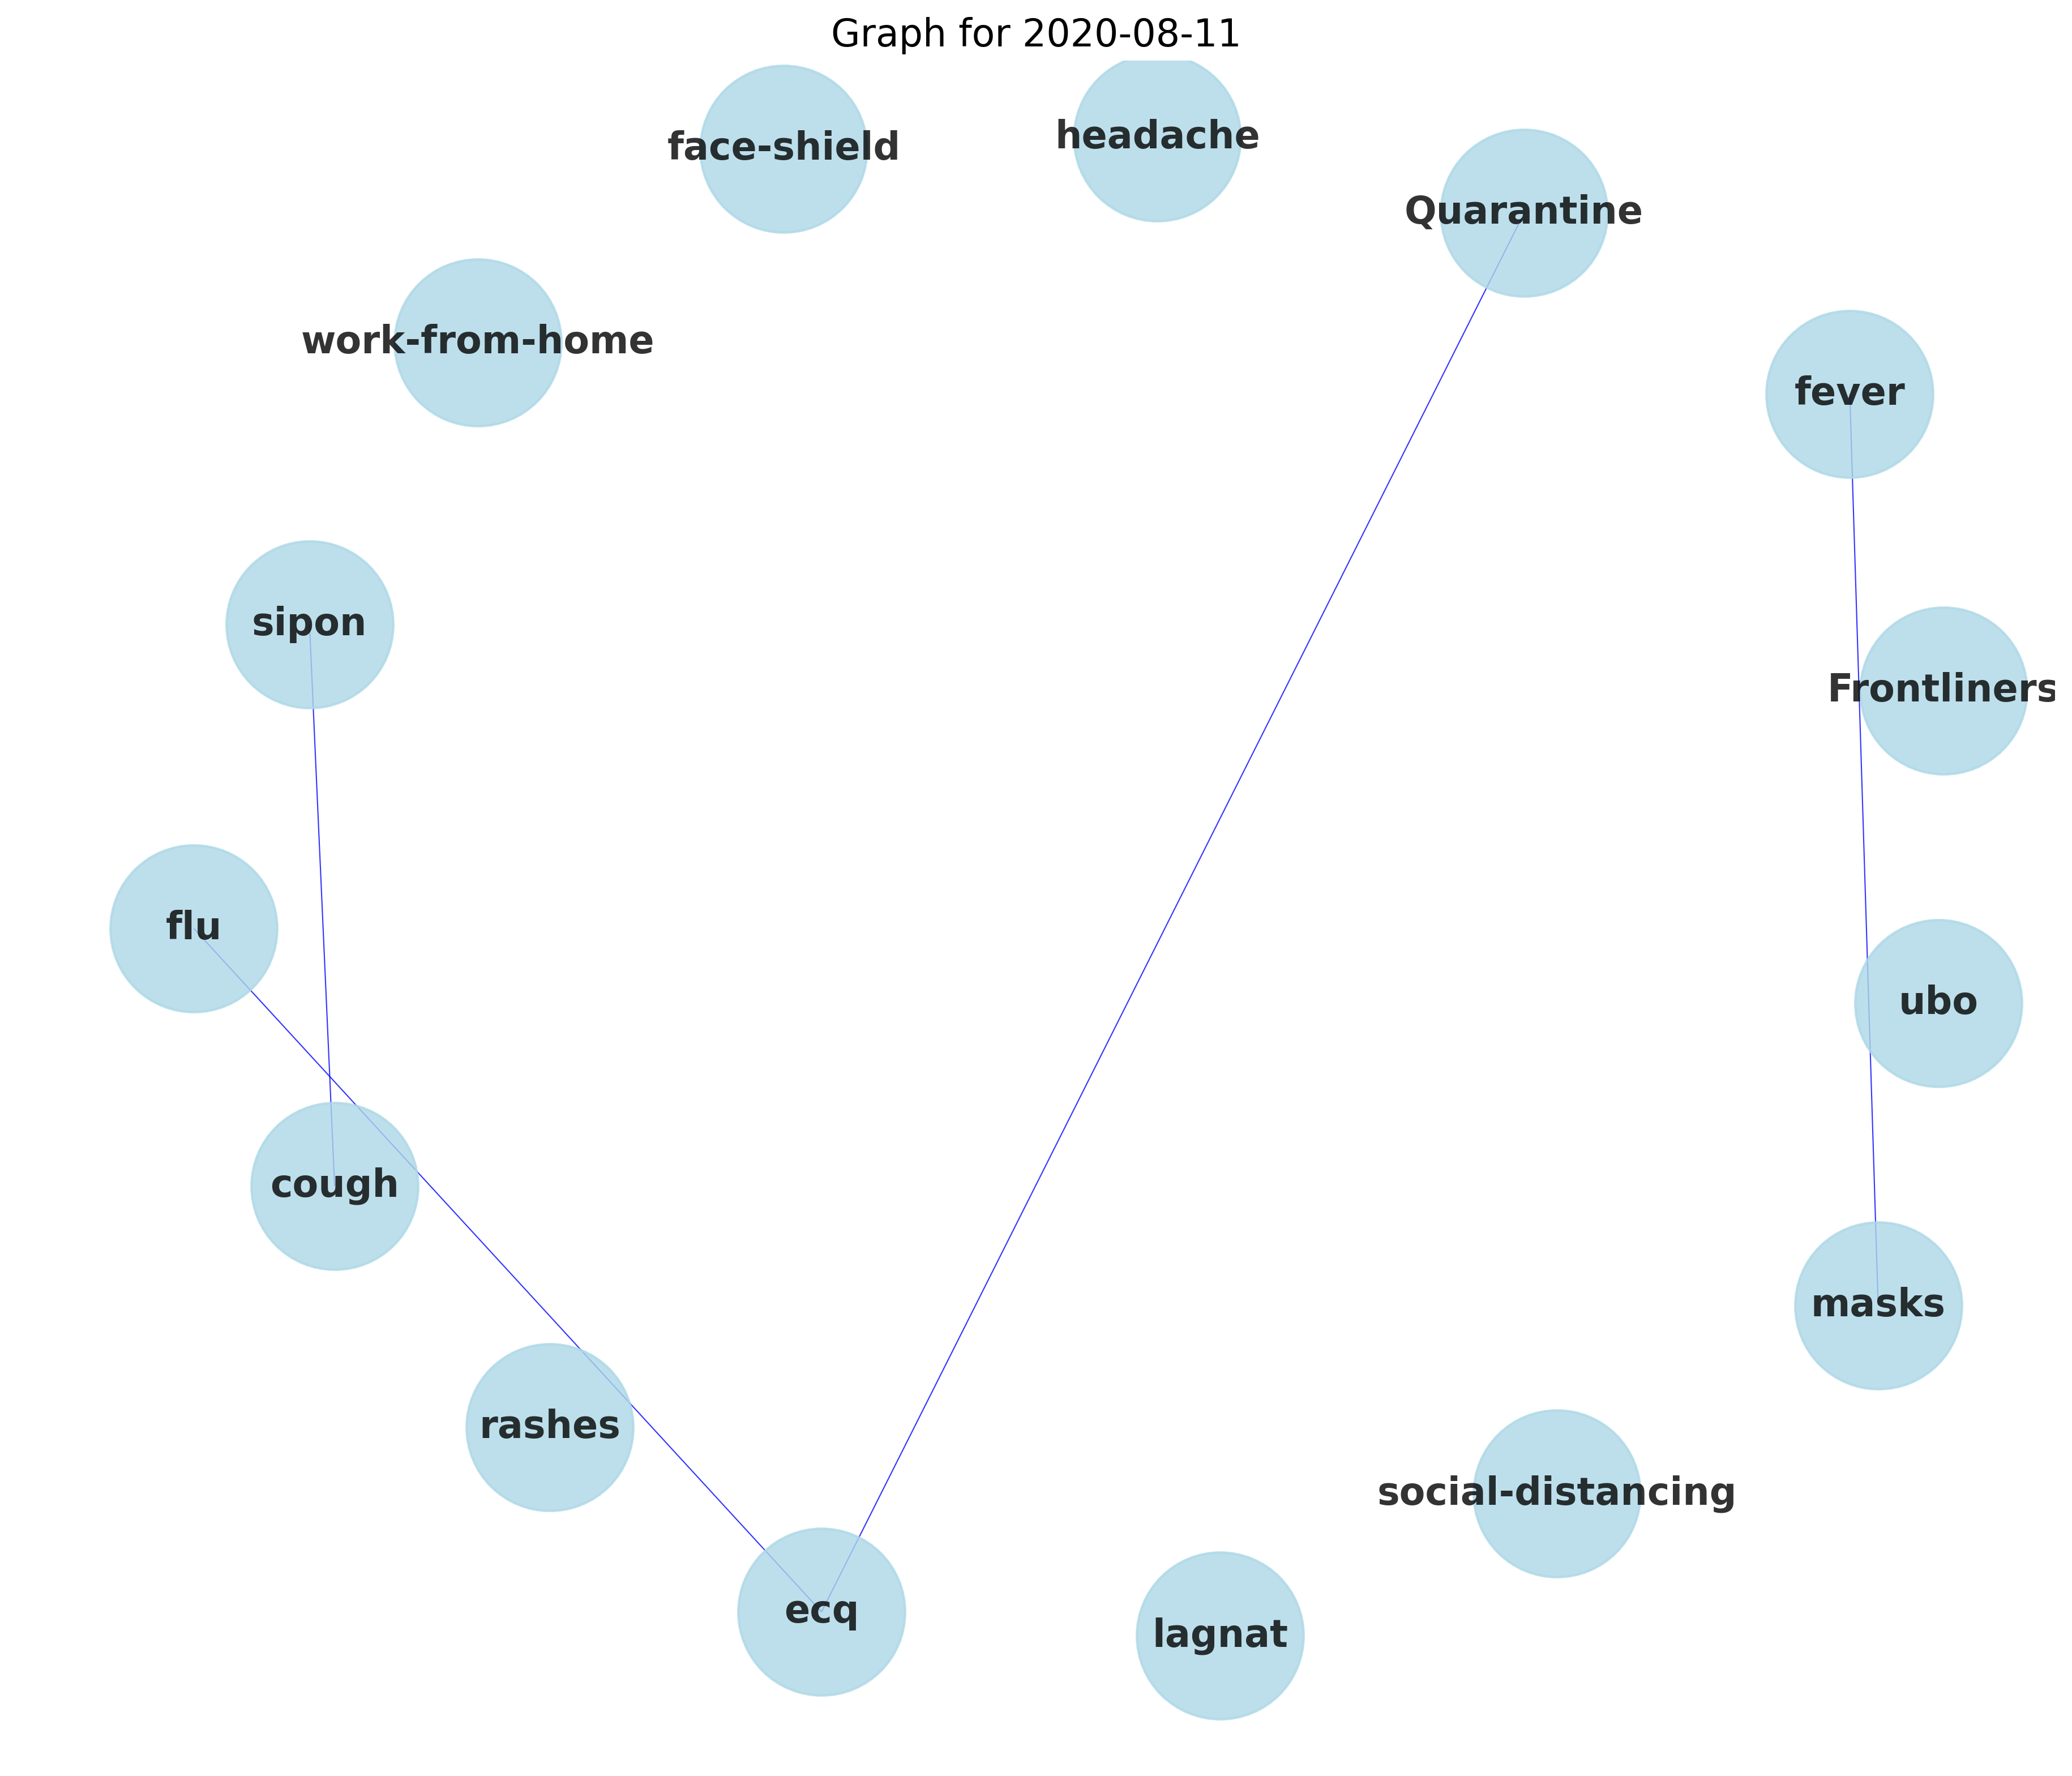 Graph for 2020-08-11
face-shield
headache
Quarantine
work-from-home
fever
sipon
Frontliners
flu
ubo
cough
masks
rashes
social-distancing
ecq
lagnat